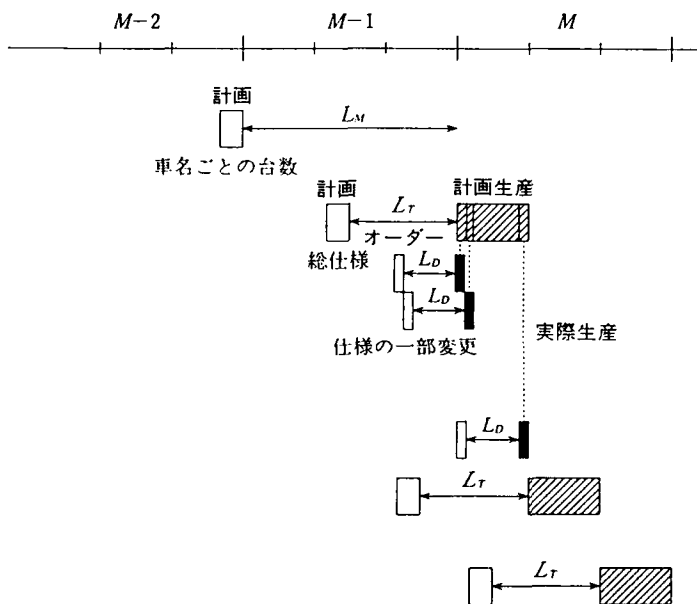 M-2 M-1 M
計画
L_M
車名ごとの台数
計画 計画生産
L_T
オーダー
総仕様
L_D
L_D
仕様の一部変更
実際生産
L_D
L_T
L_T